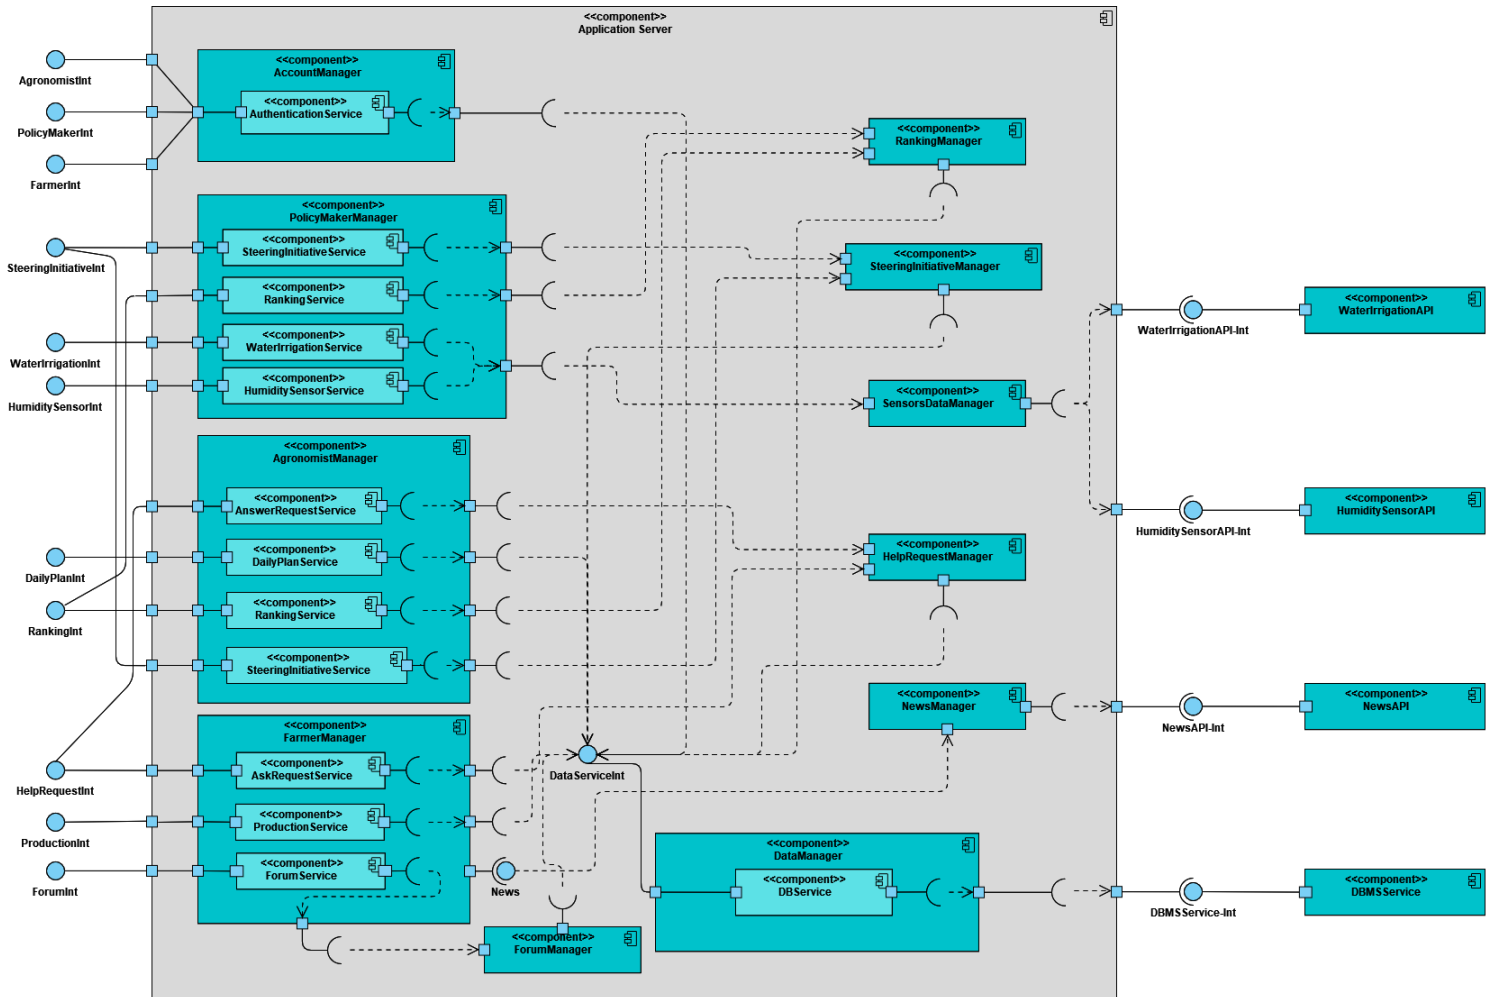 <<component>>
Application Server
AgronomistInt
PolicyMakerInt
FarmerInt
SteeringInitiativeInt
WaterIrrigationInt
HumiditySensorInt
DailyPlanInt
RankingInt
HelpRequestInt
ProductionInt
ForumInt
<<component>>
AccountManager
<<component>>
AuthenticationService
<<component>>
PolicyMakerManager
<<component>>
SteeringInitiativeService
<<component>>
RankingService
<<component>>
WaterIrrigationService
<<component>>
HumiditySensorService
<<component>>
AgronomistManager
<<component>>
AnswerRequestService
<<component>>
DailyPlanService
<<component>>
RankingService
<<component>>
SteeringInitiativeService
<<component>>
FarmerManager
<<component>>
AskRequestService
<<component>>
ProductionService
<<component>>
ForumService
News
DataServiceInt
<<component>>
ForumManager
<<component>>
DataManager
<<component>>
DBService
<<component>>
RankingManager
<<component>>
SteeringInitiativeManager
<<component>>
SensorsDataManager
<<component>>
HelpRequestManager
<<component>>
NewsManager
WaterIrrigationAPI-Int
HumiditySensorAPI-Int
NewsAPI-Int
DBMSService-Int
<<component>>
WaterIrrigationAPI
<<component>>
HumiditySensorAPI
<<component>>
NewsAPI
<<component>>
DBMSService